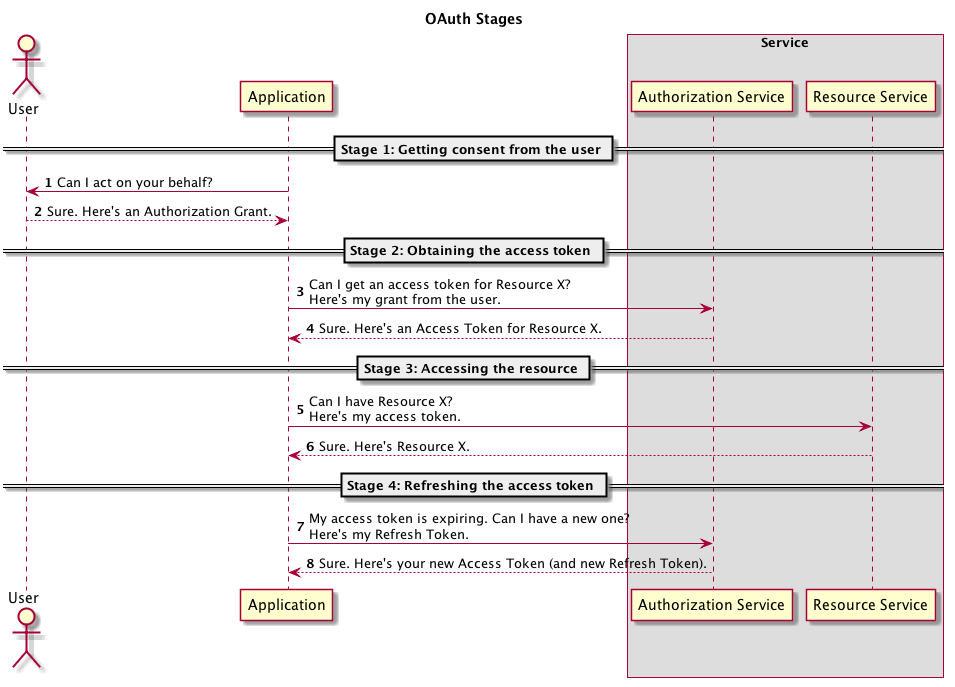 OAuth Stages
Service
User
Application
Authorization Service
Resource Service
Stage 1: Getting consent from the user
1 Can I act on your behalf?
2 Sure. Here's an Authorization Grant.
Stage 2: Obtaining the access token
3 Can I get an access token for Resource X?
Here's my grant from the user.
4 Sure. Here's an Access Token for Resource X.
Stage 3: Accessing the resource
5 Can I have Resource X?
Here's my access token.
6 Sure. Here's Resource X.
Stage 4: Refreshing the access token
7 My access token is expiring. Can I have a new one?
Here's my Refresh Token.
8 Sure. Here's your new Access Token (and new Refresh Token).
User
Application
Authorization Service
Resource Service